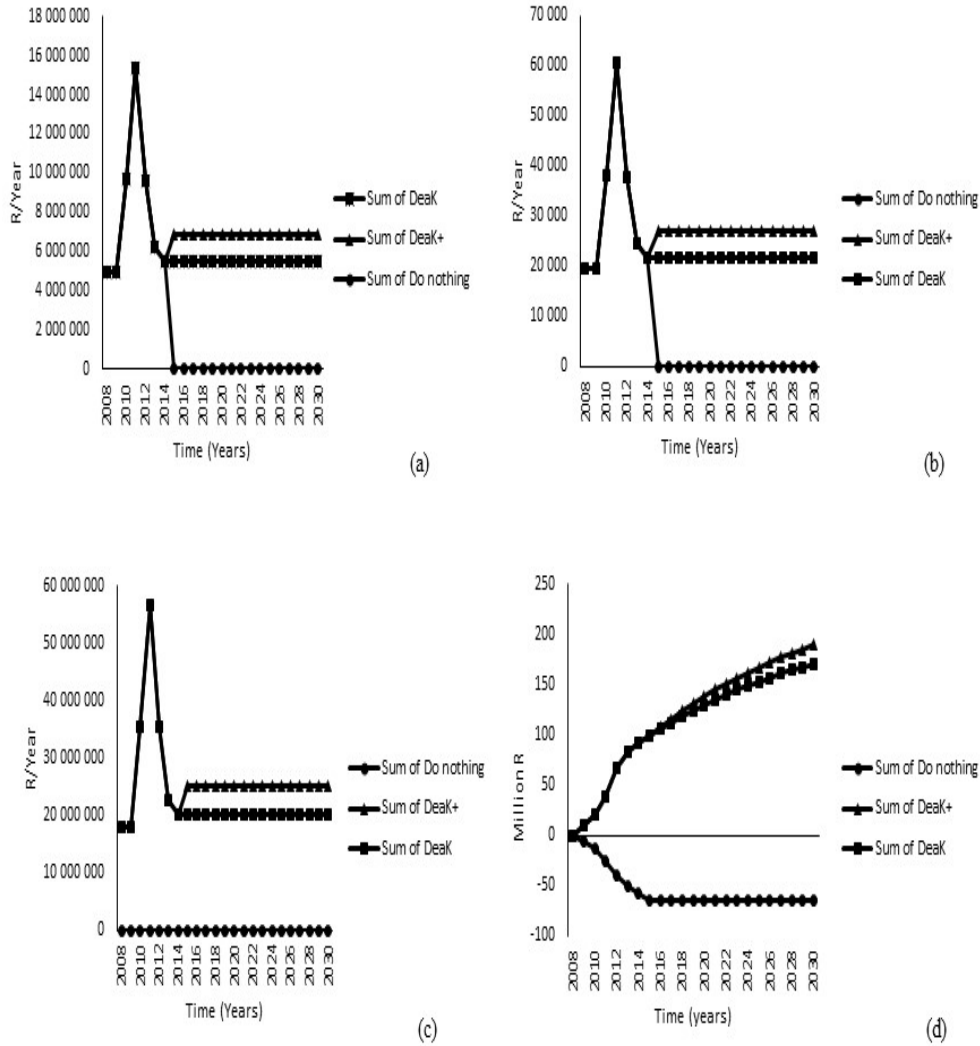 18 000 000
16 000 000
14 000 000
12 000 000
10 000 000
8 000 000
6 000 000
4 000 000
2 000 000
0
R/Year
2008 2010 2012 2014 2016 2018 2020 2022 2024 2026 2028 2030
Time (Years)
Sum of DeaK
Sum of DeaK+
Sum of Do nothing
(a)
70 000
60 000
50 000
40 000
30 000
20 000
10 000
0
R/Year
2008 2010 2012 2014 2016 2018 2020 2022 2024 2026 2028 2030
Time (Years)
Sum of Do nothing
Sum of DeaK+
Sum of DeaK
(b)
60 000 000
50 000 000
40 000 000
30 000 000
20 000 000
10 000 000
0
R/Year
2008 2010 2012 2014 2016 2018 2020 2022 2024 2026 2028 2030
Time (Years)
Sum of Do nothing
Sum of DeaK+
Sum of DeaK
(c)
250
200
150
100
50
0
-50
-100
Million R
2008 2010 2012 2014 2016 2018 2020 2022 2024 2026 2028 2030
Time (years)
Sum of Do nothing
Sum of DeaK+
Sum of DeaK
(d)